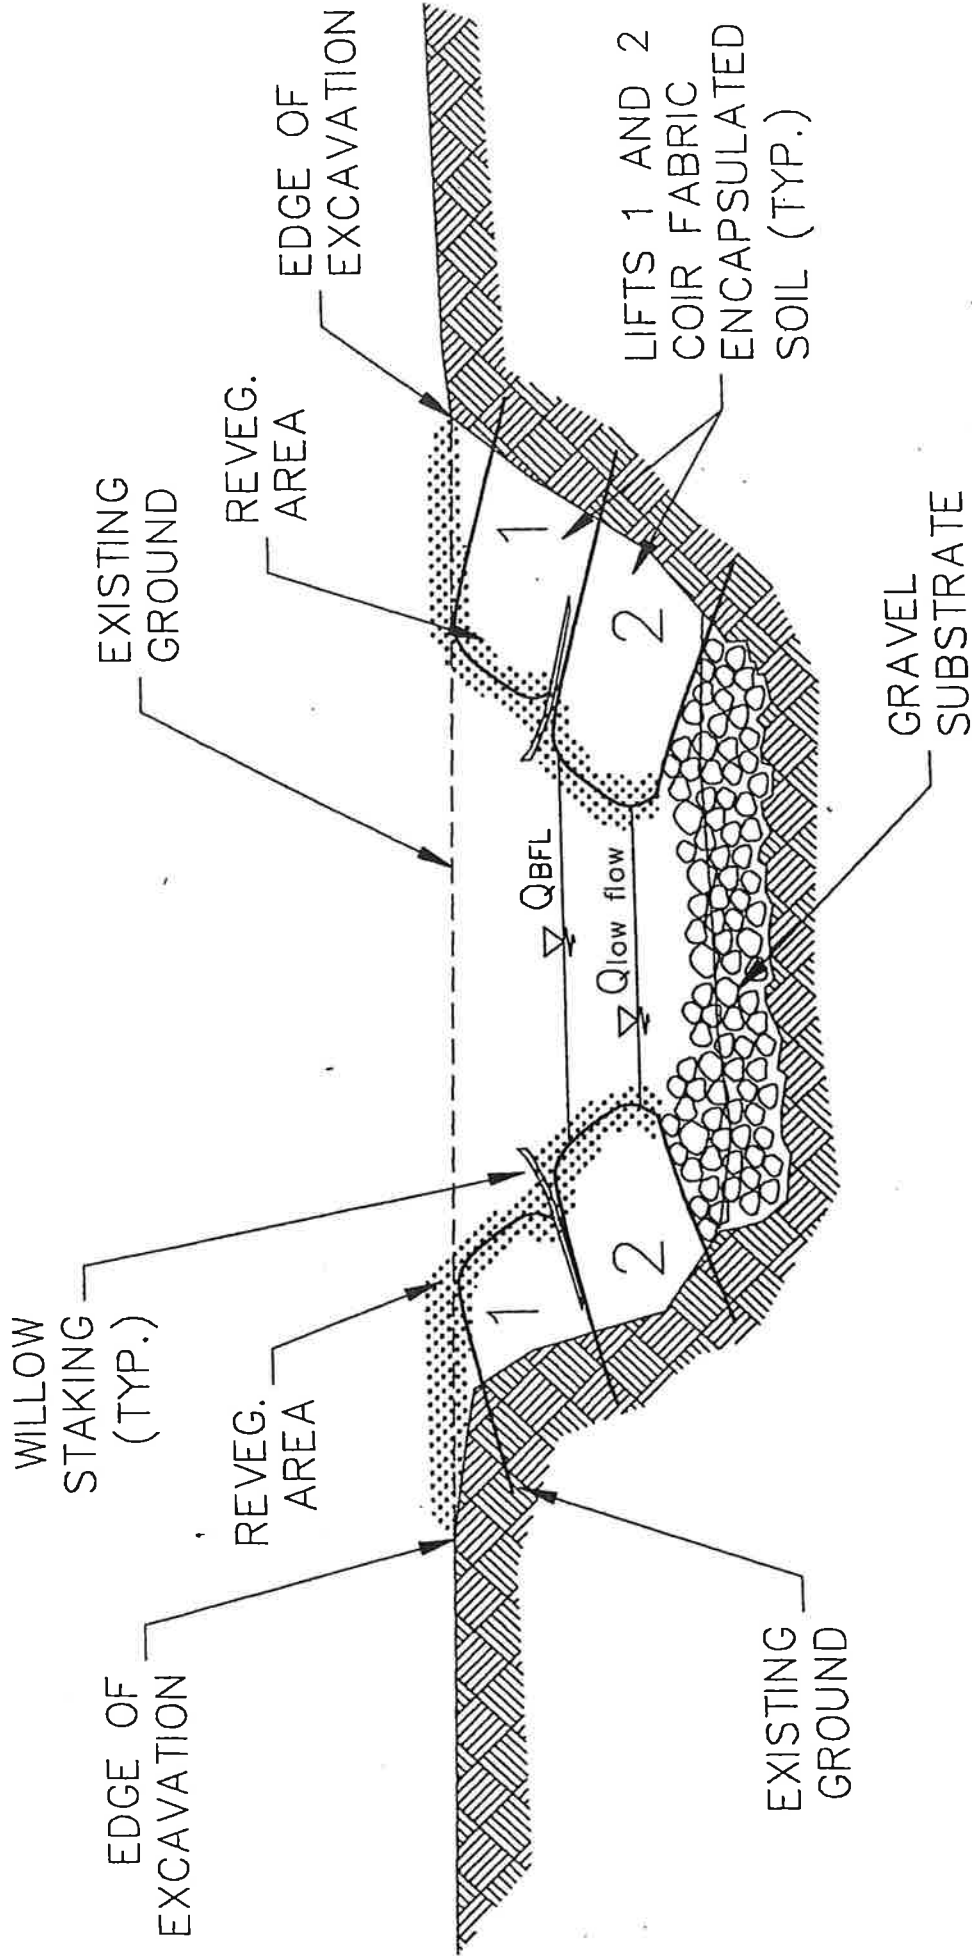 WILLOW
STAKING
(TYP.)
EXISTING
GROUND
EDGE OF
EXCAVATION
REVEG.
AREA
REVEG.
AREA
EDGE OF
EXCAVATION
QBFL
Qlow flow
1
1
2
2
LIFTS 1 AND 2
COIR FABRIC
ENCAPSULATED
SOIL (TYP.)
EXISTING
GROUND
GRAVEL
SUBSTRATE